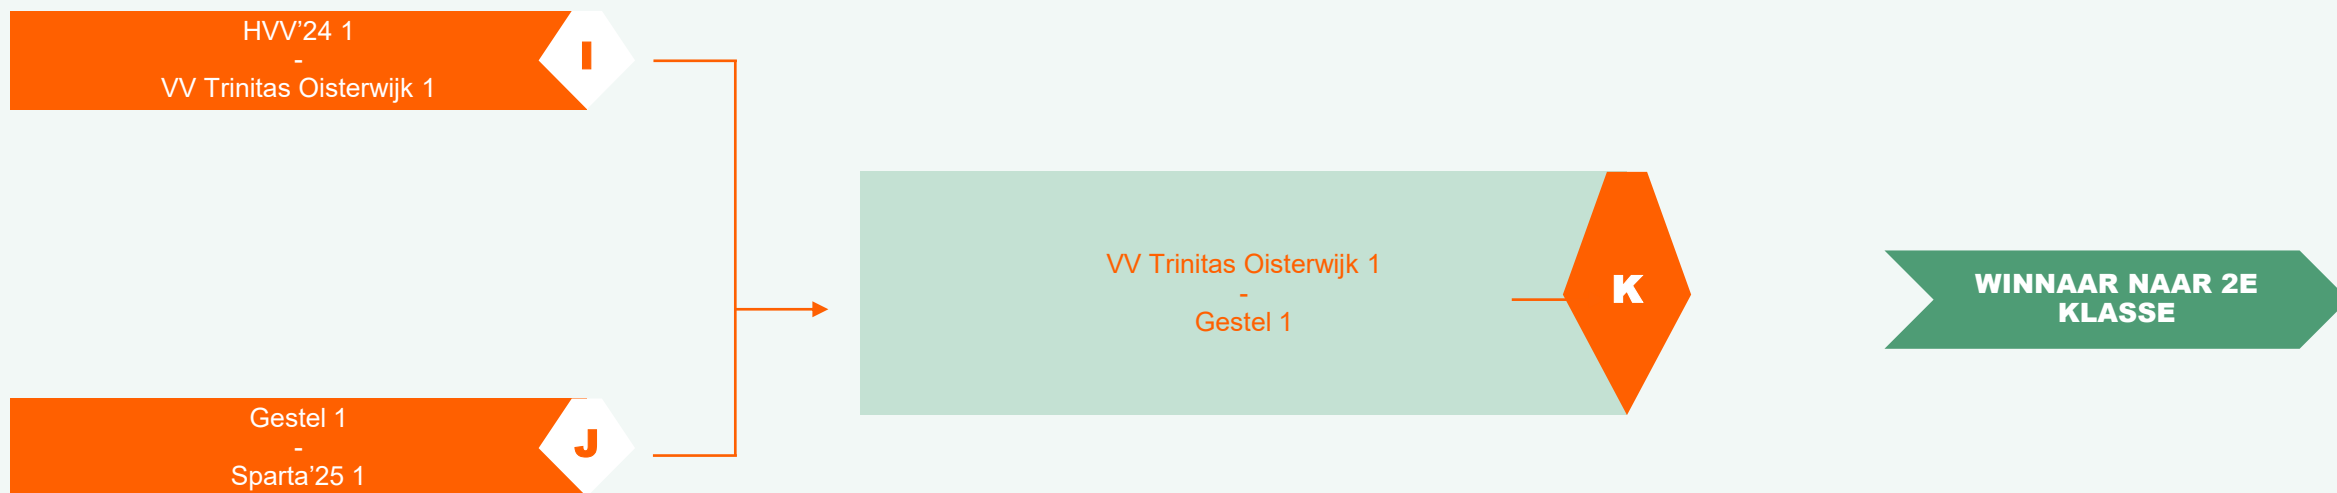 HVV’24 1
-
VV Trinitas Oisterwijk 1
I
VV Trinitas Oisterwijk 1
-
Gestel 1
K
WINNAAR NAAR 2E
KLASSE
Gestel 1
-
Sparta’25 1
J